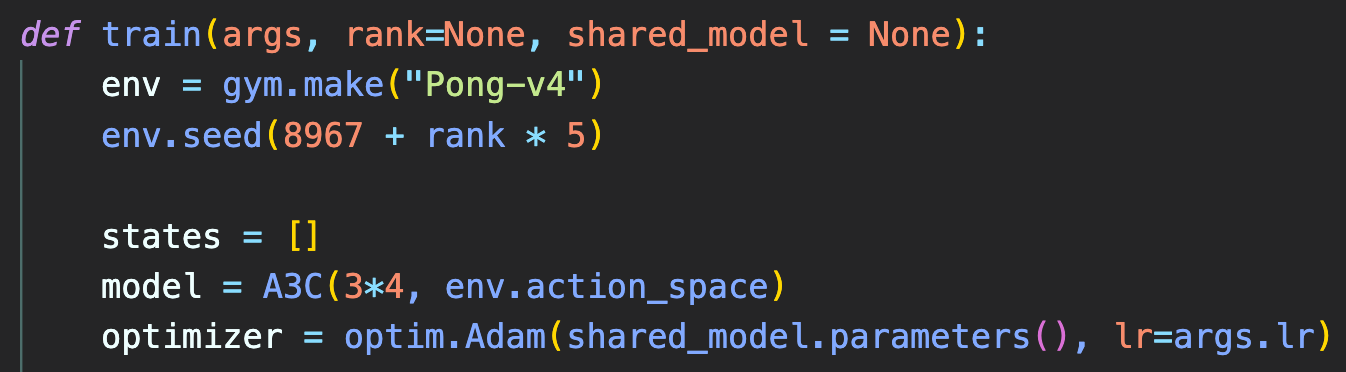 def train(args, rank=None, shared_model = None):
    env = gym.make("Pong-v4")
    env.seed(8967 + rank * 5)

    states = []
    model = A3C(3*4, env.action_space)
    optimizer = optim.Adam(shared_model.parameters(), lr=args.lr)